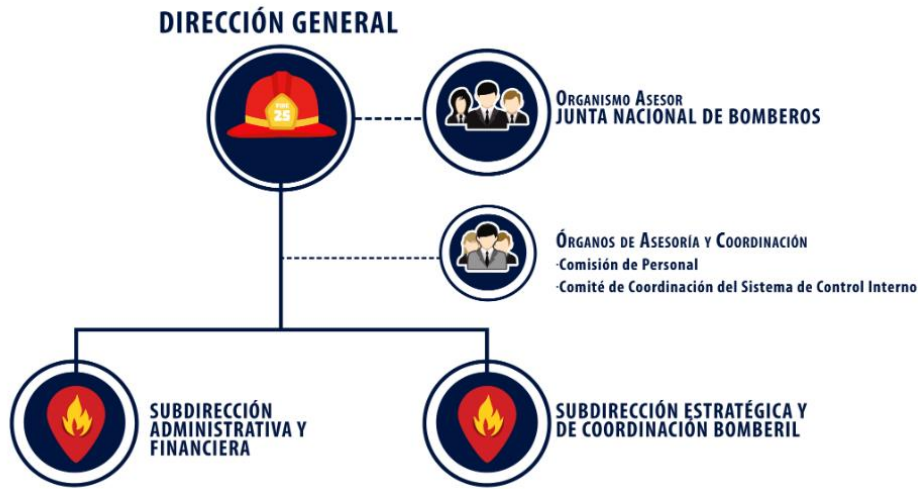 DIRECCIÓN GENERAL
25
ORGANISMO ASESOR
JUNTA NACIONAL DE BOMBEROS
ÓRGANOS DE ASESORÍA Y COORDINACIÓN
-Comisión de Personal
-Comité de Coordinación del Sistema de Control Interno
SUBDIRECCIÓN
ADMINISTRATIVA Y
FINANCIERA
SUBDIRECCIÓN ESTRATÉGICA Y
DE COORDINACIÓN BOMBERIL